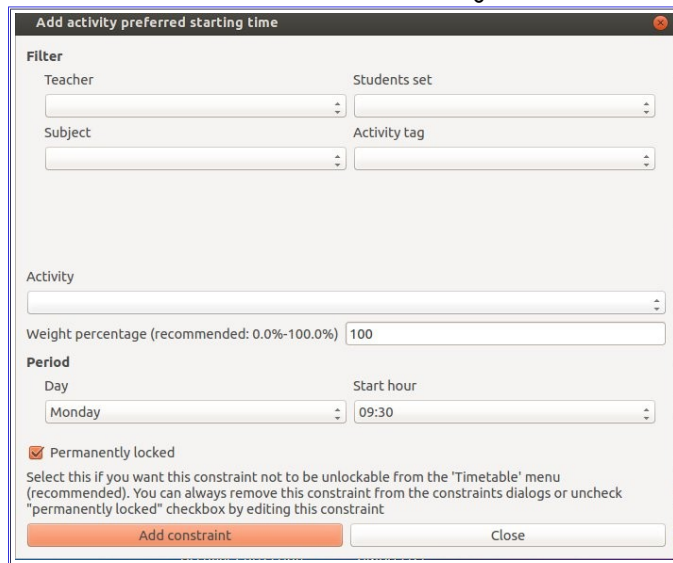 Add activity preferred starting time
Filter
Teacher Students set
Subject Activity tag
Activity
Weight percentage (recommended: 0.0%-100.0%) 100
Period
Day Start hour
Monday 09:30
Permanently locked
Select this if you want this constraint not to be unlockable from the 'Timetable' menu
(recommended). You can always remove this constraint from the constraints dialogs or uncheck
"permanently locked" checkbox by editing this constraint
Add constraint Close